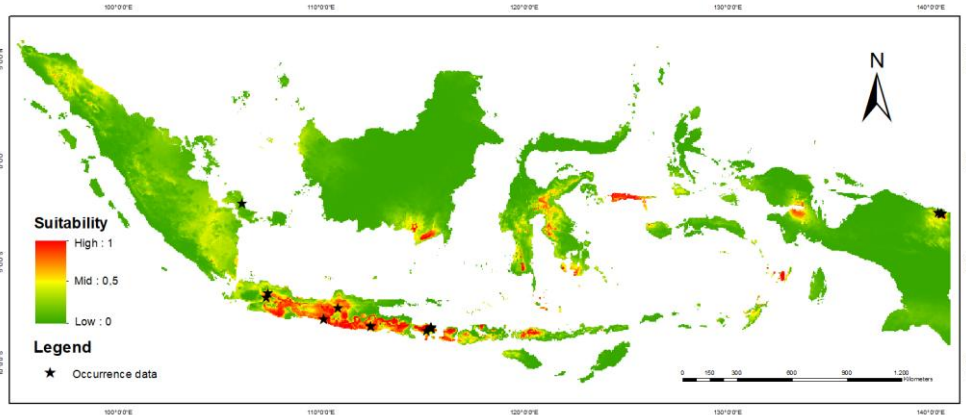 100°0'0"E 110°0'0"E 120°0'0"E 130°0'0"E 140°0'0"E
N
Suitability
High : 1
Mid : 0,5
Low : 0
Legend
Occurrence data
0 150 300 600 900 1.200
Kilometers
100°0'0"E 110°0'0"E 120°0'0"E 130°0'0"E 140°0'0"E